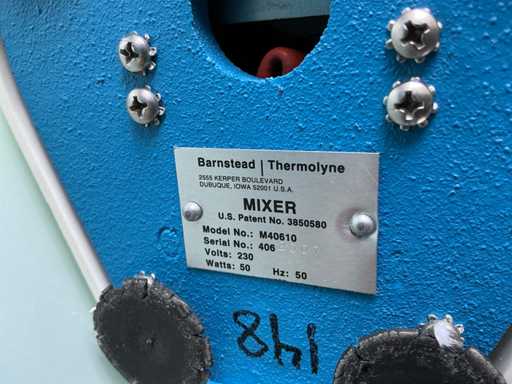 Barnstead | Thermolyne
2555 KERPER BOULEVARD
DUBUQUE, IOWA 52001 U.S.A.
MIXER
U.S. Patent No. 3850580
Model No.: M40610
Serial No.: 406
Volts: 230
Watts: 50 Hz: 50
148